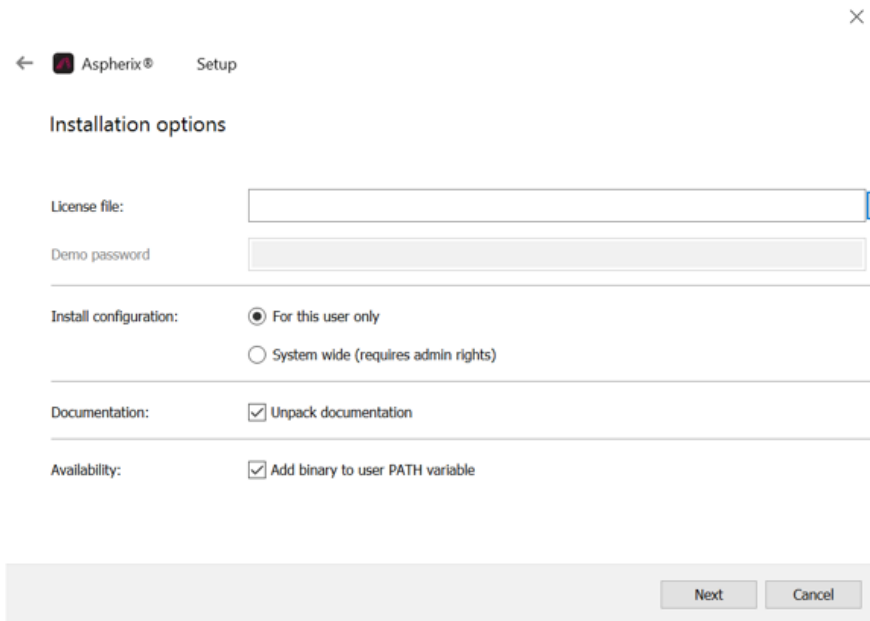 Aspherix® Setup
Installation options
License file:
Demo password
Install configuration: For this user only
System wide (requires admin rights)
Documentation: Unpack documentation
Availability: Add binary to user PATH variable
Next Cancel